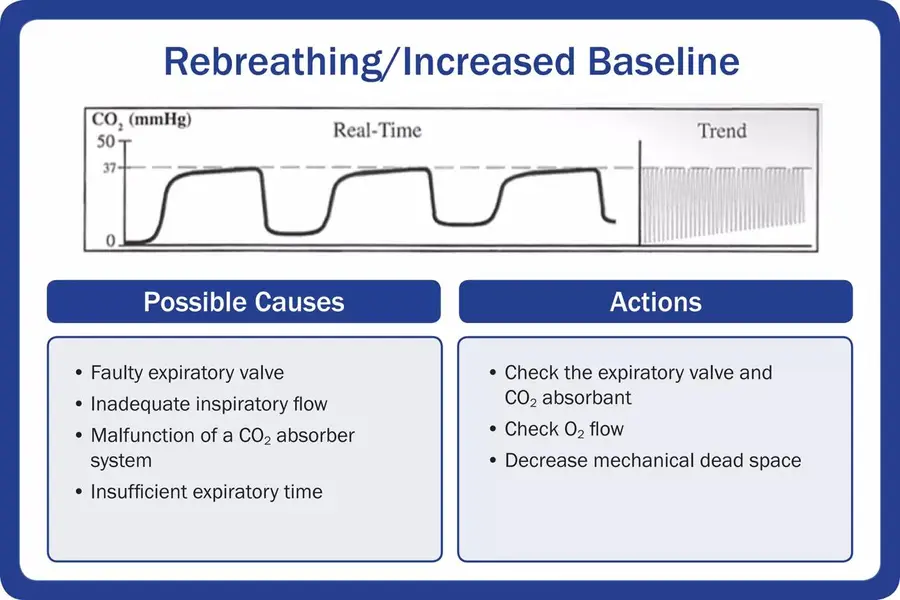 Rebreathing/Increased Baseline
CO₂ (mmHg)
Real-Time
Trend
50
37
0
Possible Causes
• Faulty expiratory valve
• Inadequate inspiratory flow
• Malfunction of a CO₂ absorber
system
• Insufficient expiratory time
Actions
• Check the expiratory valve and
CO₂ absorbant
• Check O₂ flow
• Decrease mechanical dead space